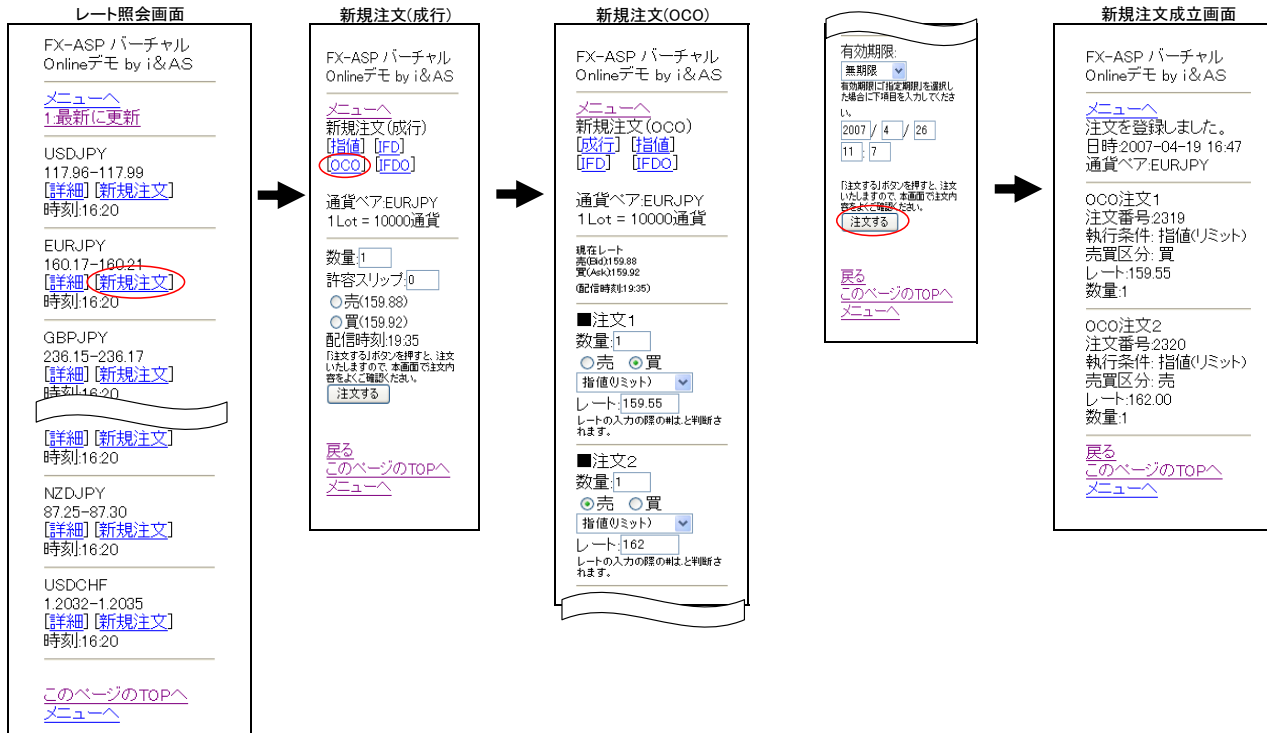 レート照会画面
FX-ASP バーチャル
Onlineデモ by i&AS
メニューへ
1:最新に更新
USDJPY
117.96-117.99
[詳細] [新規注文]
時刻:16:20
EURJPY
160.17-160.21
[詳細] [新規注文]
時刻:16:20
GBPJPY
236.15-236.17
[詳細] [新規注文]
時刻:16:20
[詳細] [新規注文]
時刻:16:20
NZDJPY
87.25-87.30
[詳細] [新規注文]
時刻:16:20
USDCHF
1.2032-1.2035
[詳細] [新規注文]
時刻:16:20
このページのTOPへ
メニューへ
新規注文(成行)
FX-ASP バーチャル
Onlineデモ by i&AS
メニューへ
新規注文(成行)
[指値] [IFD]
[OCO] [IFDO]
通貨ペア:EURJPY
1Lot = 10000通貨
数量:1
許容スリップ:0
売(159.88)
買(159.92)
配信時刻:19:35
「注文する」ボタンを押すと、注文
いたしますので、本画面で注文内
容をよくご確認ください。
注文する
戻る
このページのTOPへ
メニューへ
新規注文(OCO)
FX-ASP バーチャル
Onlineデモ by i&AS
メニューへ
新規注文(OCO)
[成行] [指値]
[IFD] [IFDO]
通貨ペア:EURJPY
1Lot = 10000通貨
現在レート
売(Bid):159.88
買(Ask):159.92
(配信時刻:19:35)
■注文1
数量:1
売 買
指値(リミット)
レート:159.55
レートの入力の際の#は.と判断さ
れます。
■注文2
数量:1
売 買
指値(リミット)
レート:162
レートの入力の際の#は.と判断さ
れます。
有効期限:
無期限
有効期限に「指定期限」を選択し
た場合に下項目を入力してくださ
い。
2007 / 4 / 26
11 : 7
「注文する」ボタンを押すと、注文
いたしますので、本画面で注文内
容をよくご確認ください。
注文する
戻る
このページのTOPへ
メニューへ
新規注文成立画面
FX-ASP バーチャル
Onlineデモ by i&AS
メニューへ
注文を登録しました。
日時:2007-04-19 16:47
通貨ペア:EURJPY
OCO注文1
注文番号:2319
執行条件: 指値(リミット)
売買区分: 買
レート:159.55
数量:1
OCO注文2
注文番号:2320
執行条件: 指値(リミット)
売買区分: 売
レート:162.00
数量:1
戻る
このページのTOPへ
メニューへ